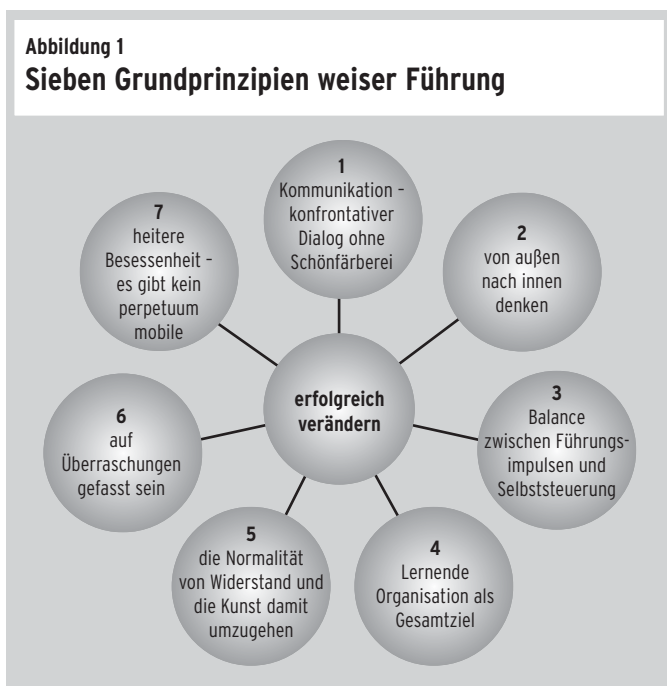 Abbildung 1
Sieben Grundprinzipien weiser Führung
1
Kommunikation –
konfrontativer
Dialog ohne
Schönfärberei
2
von außen
nach innen
denken
3
Balance
zwischen Führungs-
impulsen und
Selbststeuerung
4
Lernende
Organisation als
Gesamtziel
5
die Normalität
von Widerstand und
die Kunst damit
umzugehen
6
auf
Überraschungen
gefasst sein
7
heitere
Besessenheit –
es gibt kein
perpetuum
mobile
erfolgreich
verändern